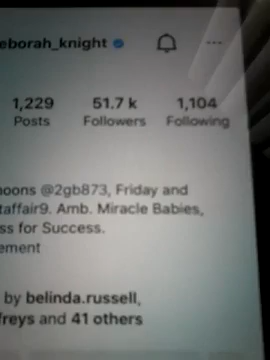 eborah_knight
1,229 51.7 k 1,104
Posts Followers Following
noons @2gb873, Friday and
taffair9. Amb. Miracle Babies,
ss for Success.
ement
by belinda.russell,
freys and 41 others